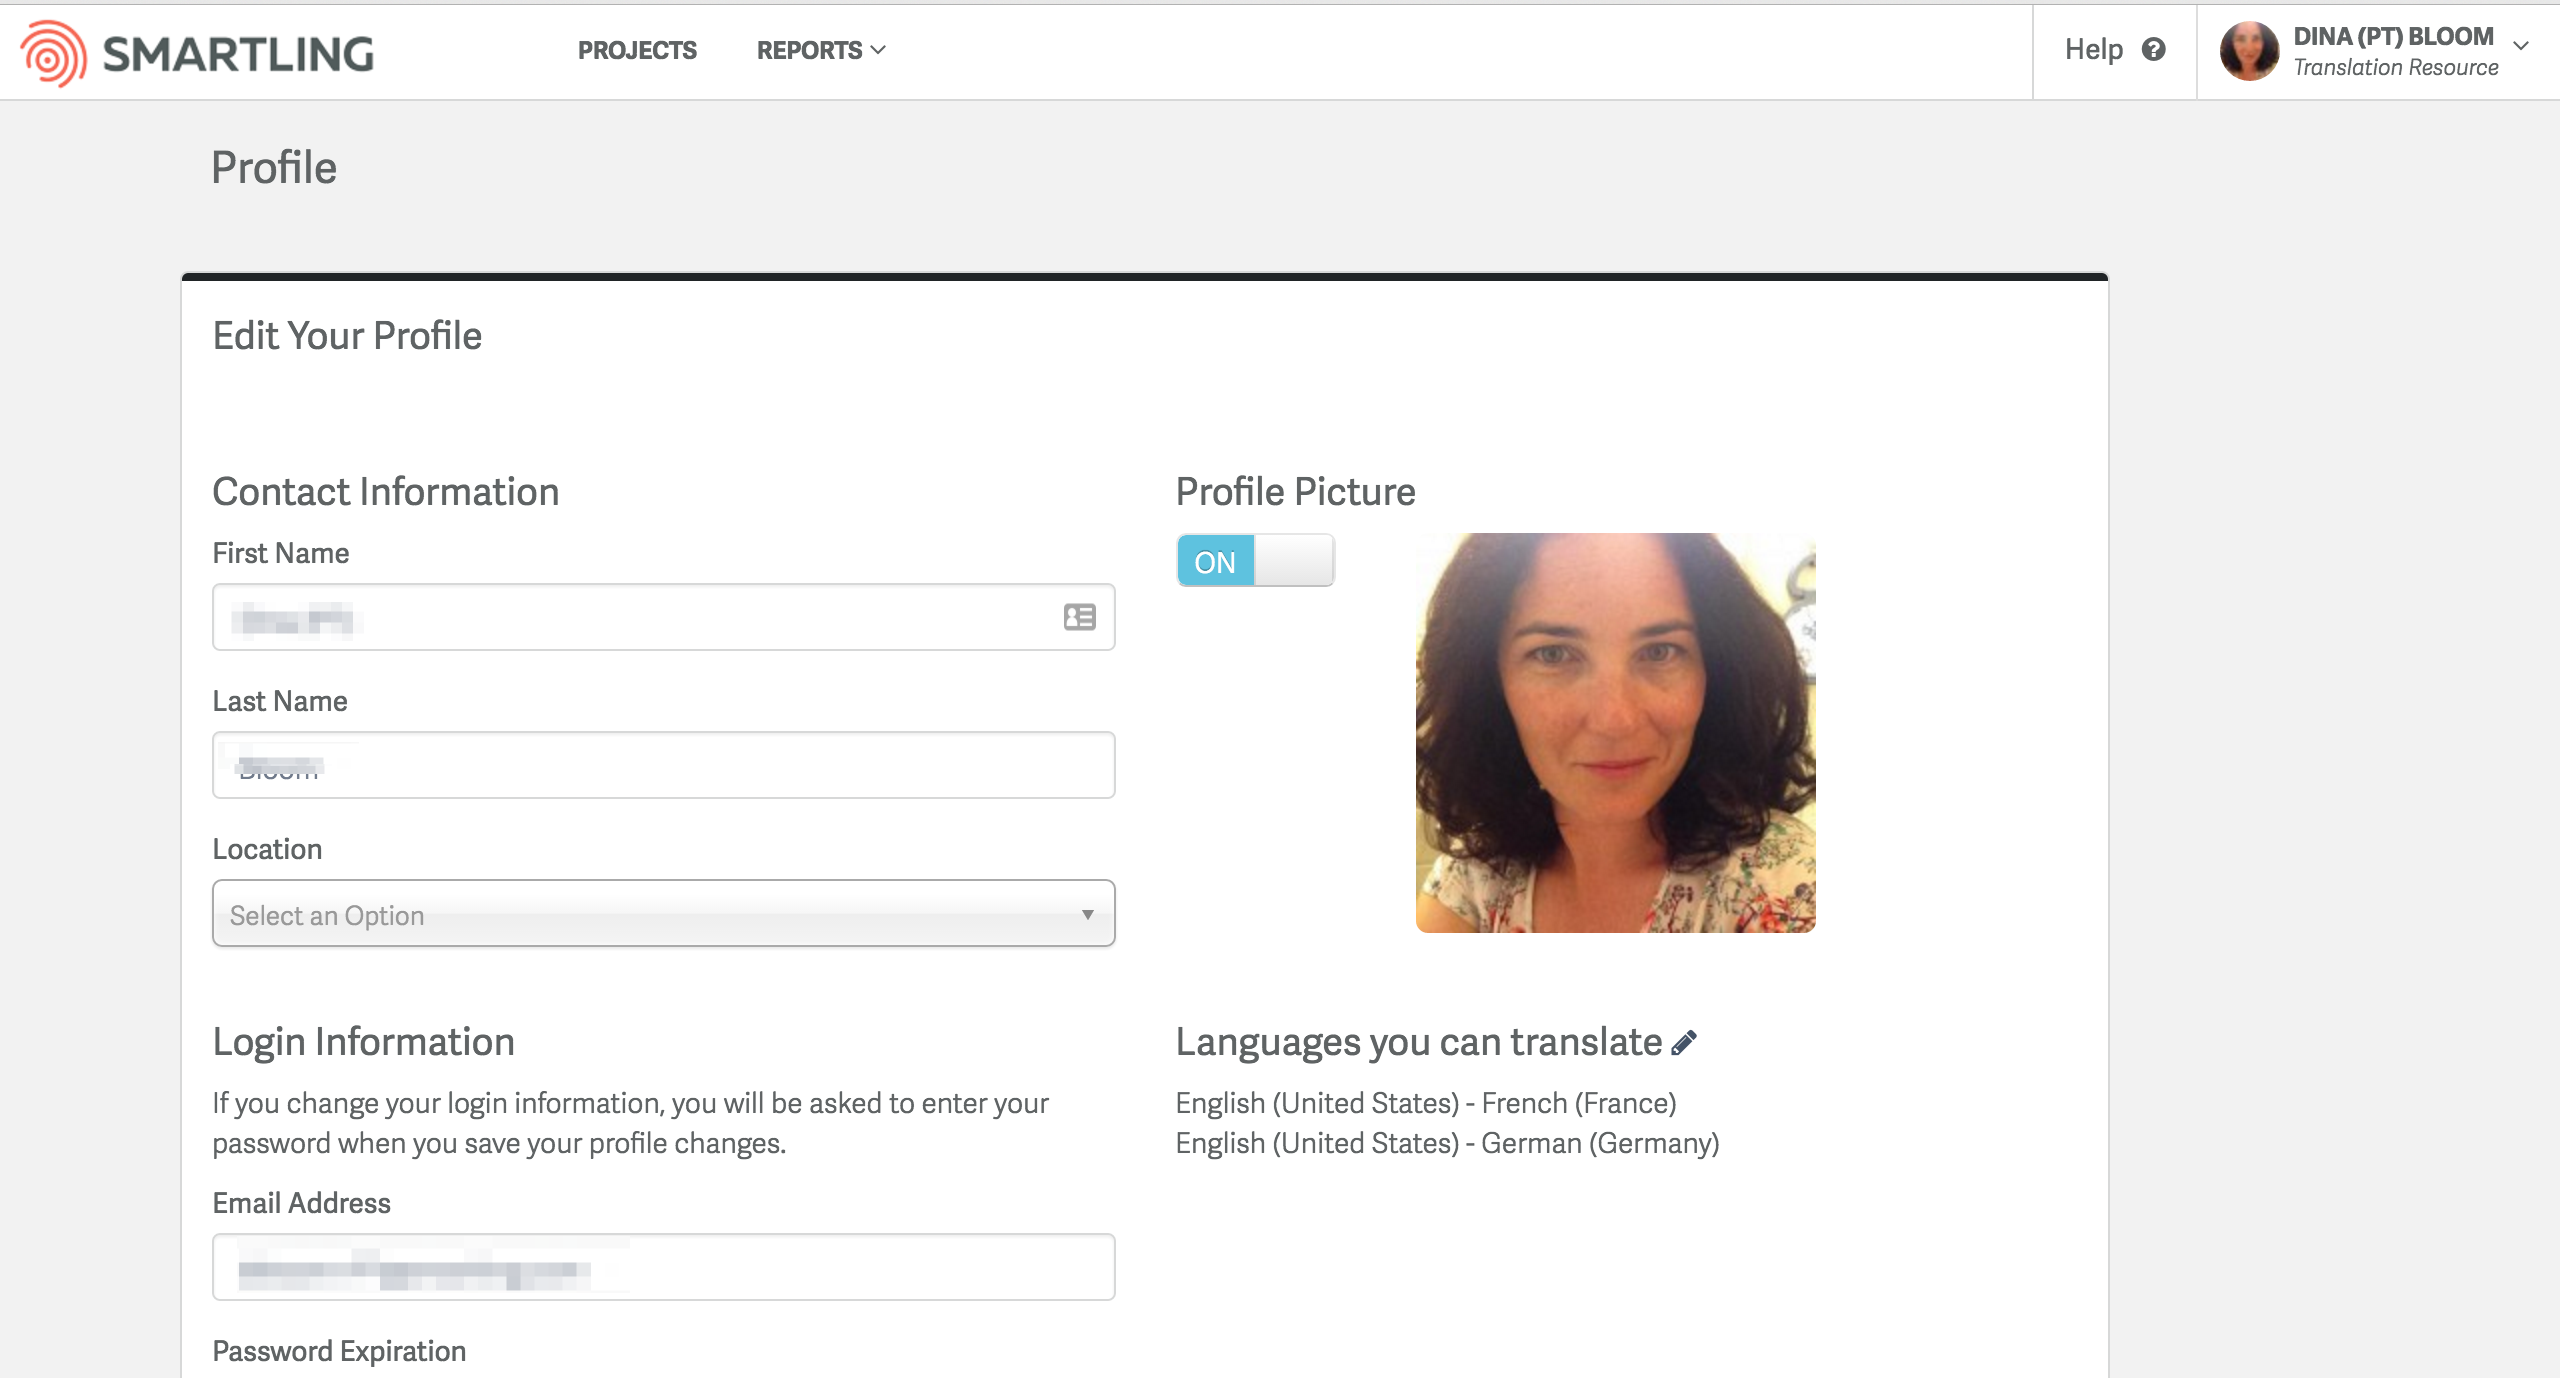 SMARTLING
PROJECTS
REPORTS
Help
DINA (PT) BLOOM
Translation Resource
Profile
Edit Your Profile
Contact Information
First Name
Last Name
Bloom
Location
Select an Option
Profile Picture
ON
Login Information
If you change your login information, you will be asked to enter your
password when you save your profile changes.
Email Address
Password Expiration
Languages you can translate
English (United States) - French (France)
English (United States) - German (Germany)